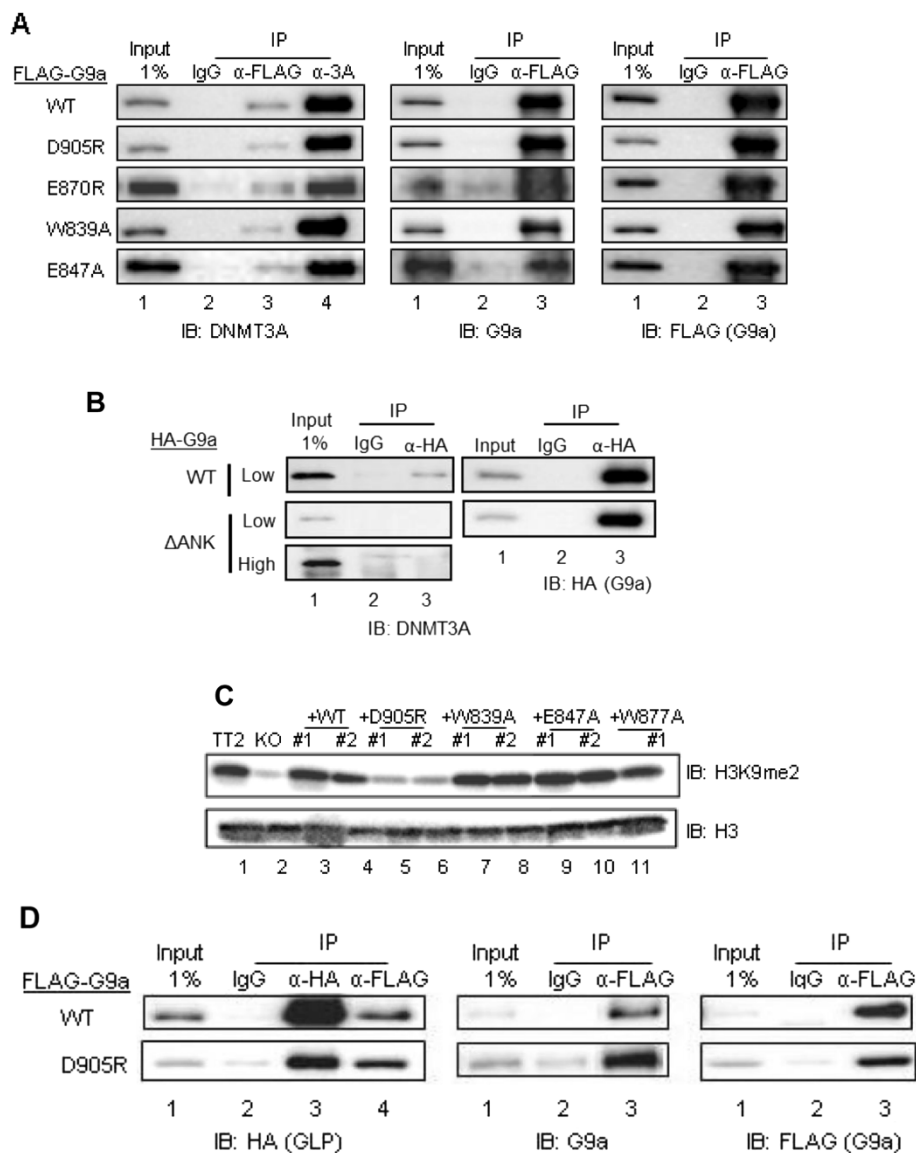 A
IP
Input 1% IgG α-FLAG α-3A
IP
Input 1% IgG α-FLAG
IP
Input 1% IgG α-FLAG
FLAG-G9a
WT
D905R
E870R
W839A
E847A
1 2 3 4
1 2 3
1 2 3
IB: DNMT3A
IB: G9a
IB: FLAG (G9a)
B
IP
Input 1% IgG α-HA
IP
Input IgG α-HA
HA-G9a
WT Low
ΔANK
Low
High
1 2 3
IB: DNMT3A
1 2 3
IB: HA (G9a)
C
+WT +D905R +W839A +E847A +W877A
TT2 KO #1 #2 #1 #2 #1 #2 #1 #2 #1
IB: H3K9me2
IB: H3
1 2 3 4 5 6 7 8 9 10 11
D
IP
Input 1% IgG α-HA α-FLAG
IP
Input 1% IgG α-FLAG
IP
Input 1% IqG α-FLAG
FLAG-G9a
WT
D905R
1 2 3 4
1 2 3
1 2 3
IB: HA (GLP)
IB: G9a
IB: FLAG (G9a)